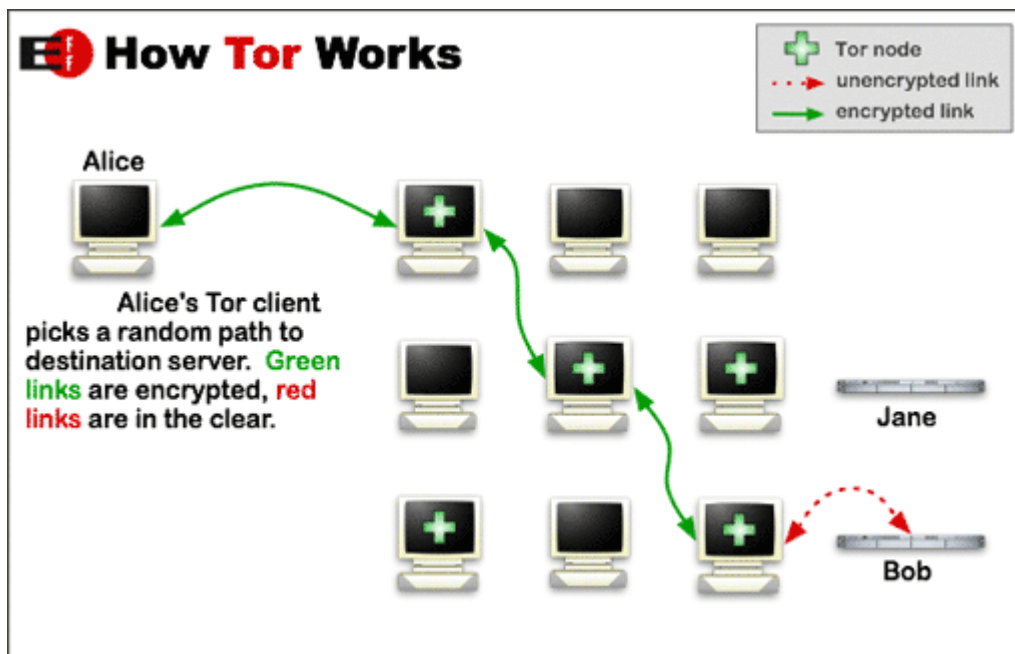 EFF How Tor Works
Tor node
unencrypted link
encrypted link
Alice
Alice's Tor client
picks a random path to
destination server. Green
links are encrypted, red
links are in the clear.
Jane
Bob